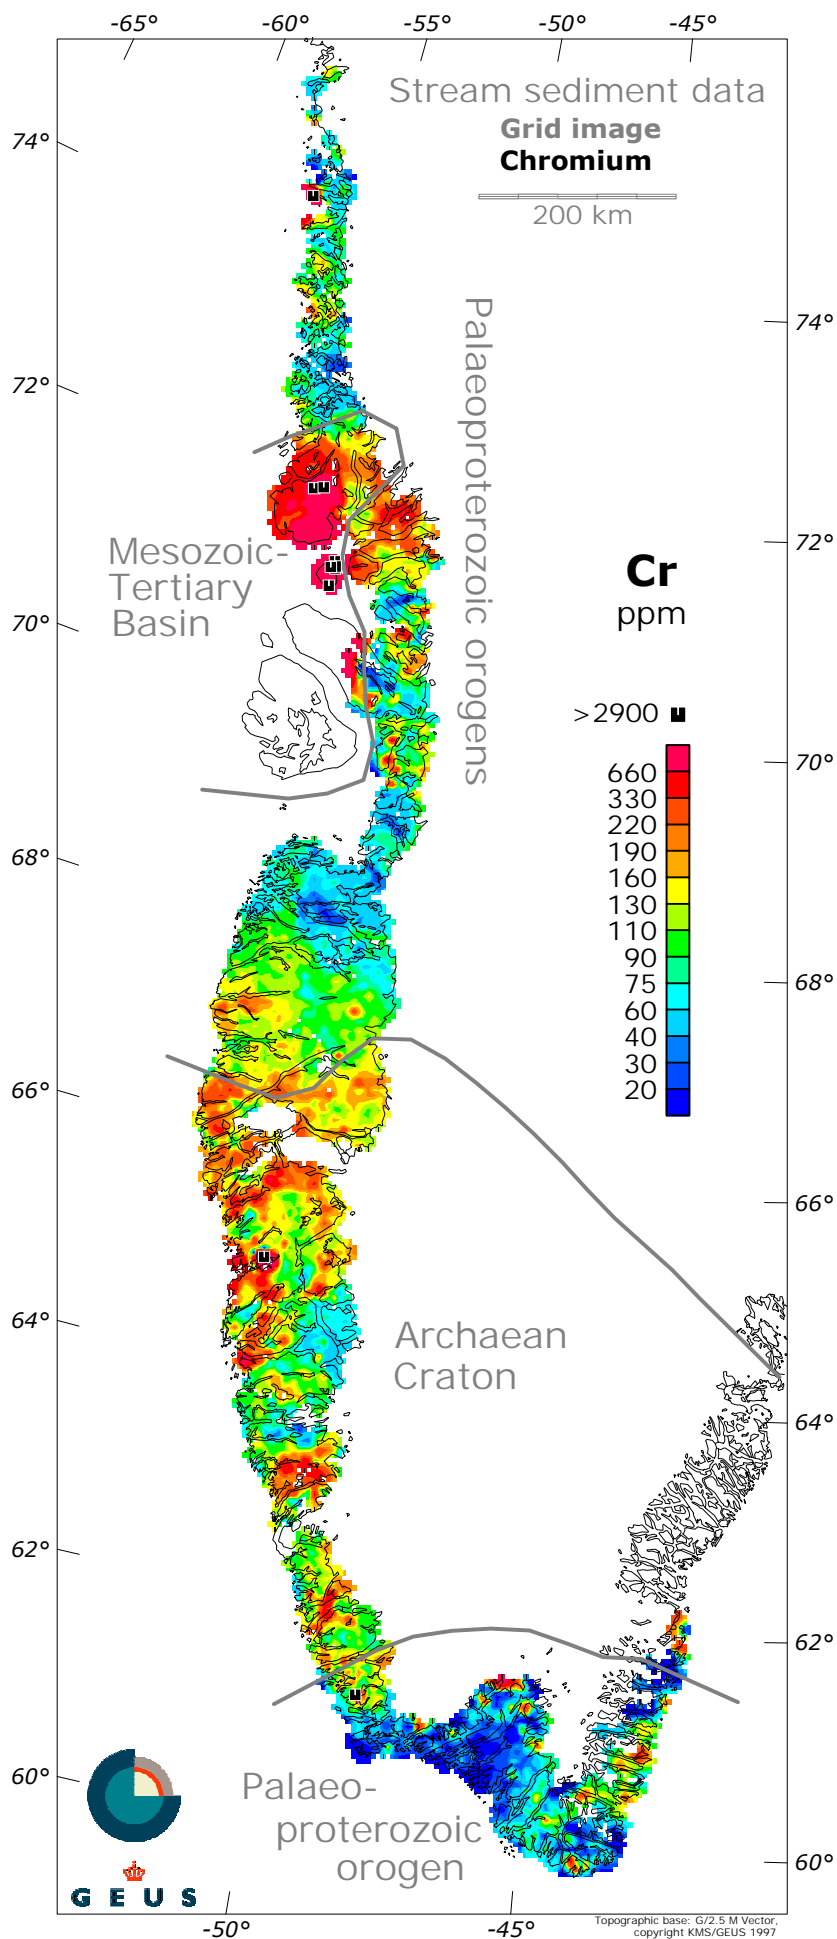 -65° -60° -55° -50° -45°
Stream sediment data
Grid image
Chromium
200 km
74°
72°
70°
68°
66°
64°
62°
60°
74°
72°
70°
68°
66°
64°
62°
60°
Palaeoproterozoic orogens
Mesozoic-
Tertiary
Basin
Cr
ppm
>2900
660
330
220
190
160
130
110
90
75
60
40
30
20
Archaean
Craton
Palaeo-
proterozoic
orogen
GEUS
Topographic base: G/2.5 M Vector,
copyright KMS/GEUS 1997
-50° -45°